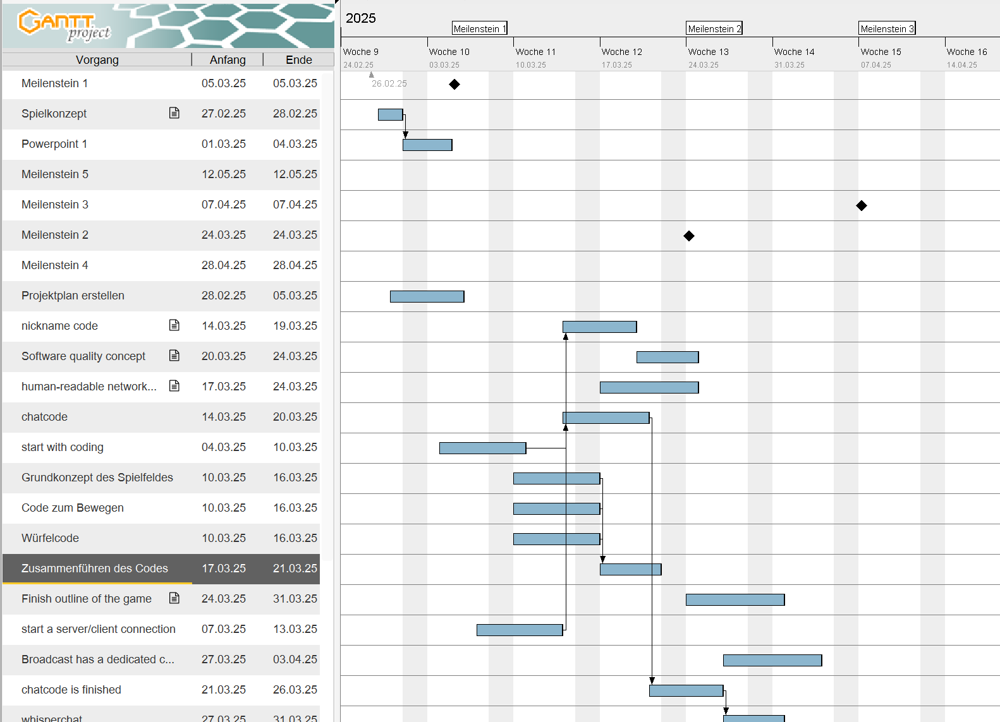 GANTT
project
2025
Meilenstein 1
Meilenstein 2
Meilenstein 3
Woche 9
Woche 10
Woche 11
Woche 12
Woche 13
Woche 14
Woche 15
Woche 16
24.02.25
03.03.25
10.03.25
17.03.25
24.03.25
31.03.25
07.04.25
14.04.25
26.02.25
Vorgang Anfang Ende
Meilenstein 1 05.03.25 05.03.25
Spielkonzept 27.02.25 28.02.25
Powerpoint 1 01.03.25 04.03.25
Meilenstein 5 12.05.25 12.05.25
Meilenstein 3 07.04.25 07.04.25
Meilenstein 2 24.03.25 24.03.25
Meilenstein 4 28.04.25 28.04.25
Projektplan erstellen 28.02.25 05.03.25
nickname code 14.03.25 19.03.25
Software quality concept 20.03.25 24.03.25
human-readable network... 17.03.25 24.03.25
chatcode 14.03.25 20.03.25
start with coding 04.03.25 10.03.25
Grundkonzept des Spielfeldes 10.03.25 16.03.25
Code zum Bewegen 10.03.25 16.03.25
Würfelcode 10.03.25 16.03.25
Zusammenführen des Codes 17.03.25 21.03.25
Finish outline of the game 24.03.25 31.03.25
start a server/client connection 07.03.25 13.03.25
Broadcast has a dedicated c... 27.03.25 03.04.25
chatcode is finished 21.03.25 26.03.25
whisperchat 27.03.25 31.03.25